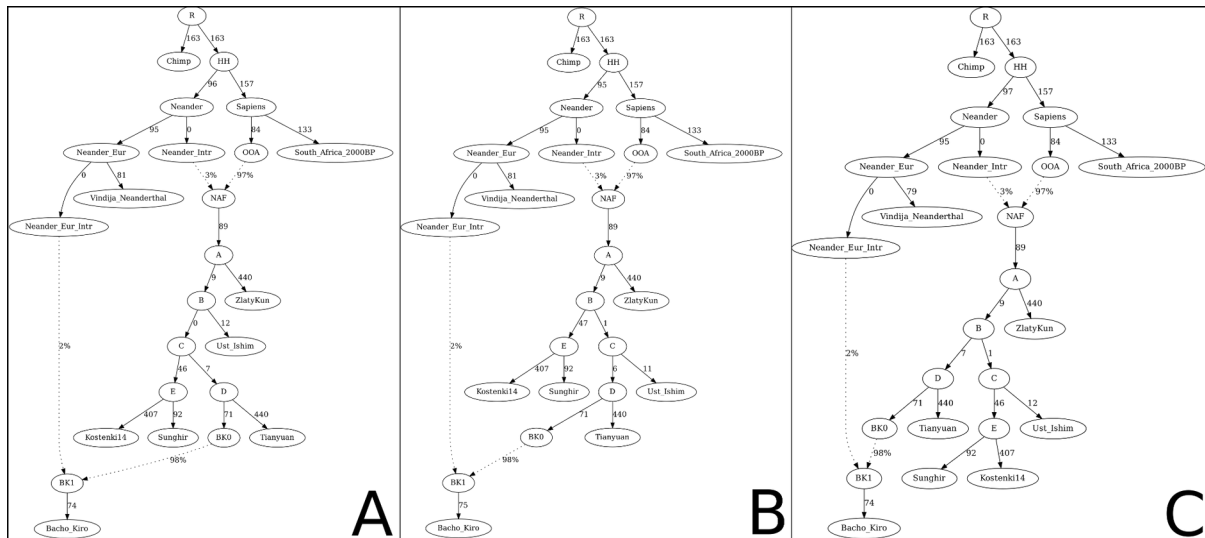 R
163
163
Chimp
HH
96
157
Neander
Sapiens
95
0
84
133
Neander_Eur
Neander_Intr
OOA
South_Africa_2000BP
0
81
3%
97%
Vindija_Neanderthal
NAF
Neander_Eur_Intr
89
A
9
440
B
ZlatyKun
0
12
2%
C
Ust_Ishim
46
7
E
D
407
92
71
440
Kostenki14
Sunghir
BK0
Tianyuan
98%
BK1
74
Bacho_Kiro
A
R
163
163
Chimp
HH
95
157
Neander
Sapiens
95
0
84
133
Neander_Eur
Neander_Intr
OOA
South_Africa_2000BP
0
81
3%
97%
Vindija_Neanderthal
NAF
Neander_Eur_Intr
89
A
9
440
B
ZlatyKun
47
1
2%
E
C
407
92
6
11
Kostenki14
Sunghir
D
Ust_Ishim
71
440
BK0
Tianyuan
98%
BK1
75
Bacho_Kiro
B
R
163
163
Chimp
HH
97
157
Neander
Sapiens
95
0
84
133
Neander_Eur
Neander_Intr
OOA
South_Africa_2000BP
0
79
3%
97%
Vindija_Neanderthal
NAF
Neander_Eur_Intr
89
A
9
440
B
ZlatyKun
7
1
2%
D
C
71
440
46
12
BK0
Tianyuan
E
Ust_Ishim
98%
92
407
BK1
Sunghir
Kostenki14
74
Bacho_Kiro
C